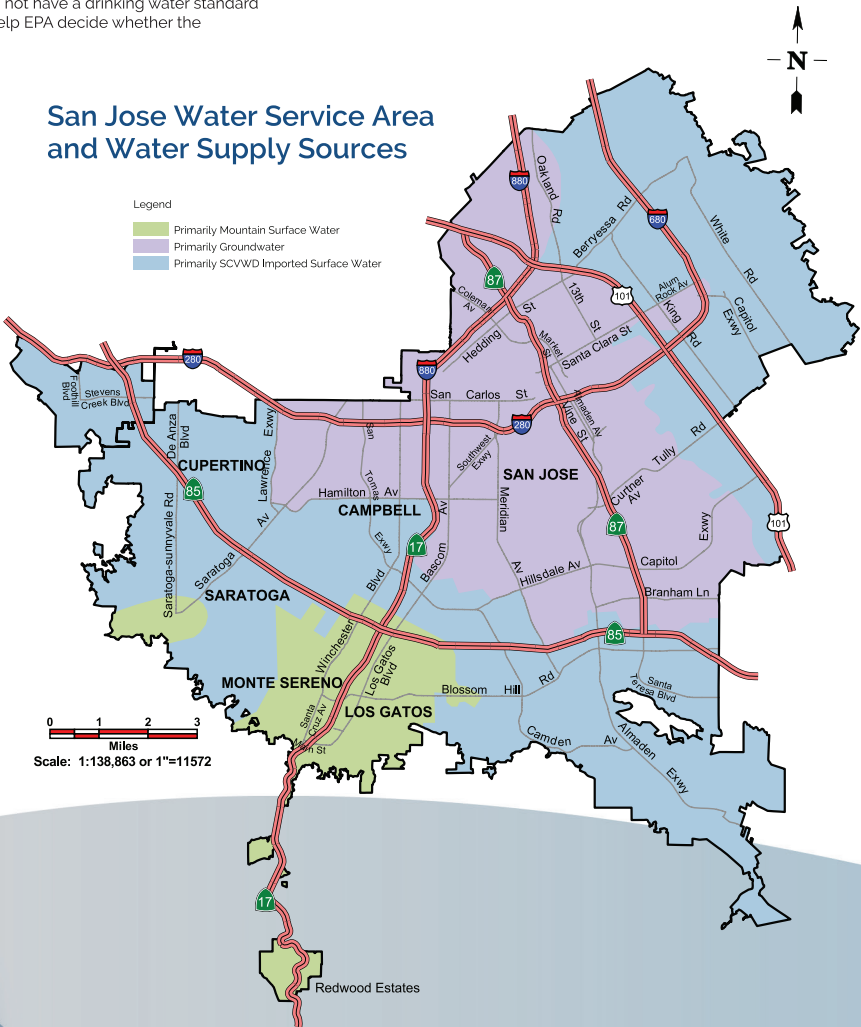 not have a drinking water standard
elp EPA decide whether the
N
San Jose Water Service Area
and Water Supply Sources
Legend
Primarily Mountain Surface Water
Primarily Groundwater
Primarily SCVWD Imported Surface Water
880
Oakland Rd
680
Berryessa Rd
White Rd
87
101
Coleman
Av
Hedding St
13th St
Alum
Rock Av
King Rd
Capitol
Expwy
Market
St
Santa Clara St
280
880
Foothill
Blvd
Stevens
Creek Blvd
San Carlos St
280
De Anza
Blvd
Lawrence Exwy
San Tomas Exwy
Southwest
Exwy
Vine St
Almaden Av
Tully Rd
CUPERTINO
SAN JOSE
85
Hamilton Av
CAMPBELL
Curtner
Av
Meridian Av
87
101
Saratoga-sunnyvale Rd
Saratoga Av
17
Bascom Av
Hillsdale Av
Capitol Exwy
Branham Ln
SARATOGA
Winchester Blvd
85
MONTE SERENO
Los Gatos
Blvd
Blossom Hill Rd
Santa
Teresa Blvd
LOS GATOS
Santa
Cruz Av
Main St
Camden Av
Almaden Exwy
0 1 2 3
Miles
Scale: 1:138,863 or 1"=11572
17
Redwood Estates